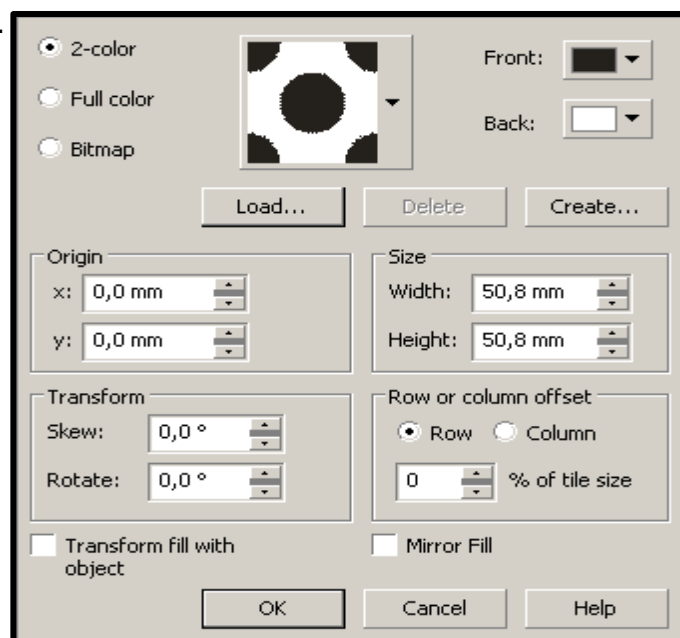 2-color
Full color
Bitmap
Front:
Back:
Load...
Delete
Create...
Origin
x: 0,0 mm
y: 0,0 mm
Size
Width: 50,8 mm
Height: 50,8 mm
Transform
Skew: 0,0 °
Rotate: 0,0 °
Row or column offset
Row Column
0 % of tile size
Transform fill with
object
Mirror Fill
OK
Cancel
Help